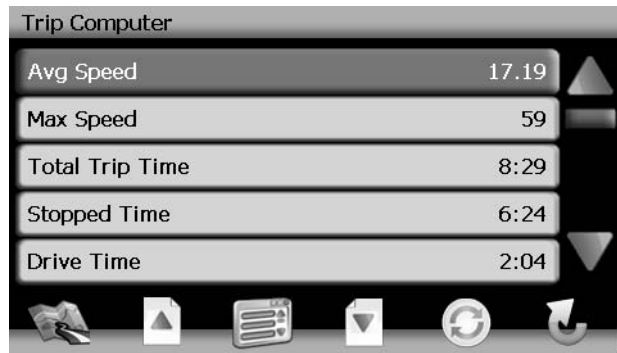 Trip Computer
Avg Speed 17.19
Max Speed 59
Total Trip Time 8:29
Stopped Time 6:24
Drive Time 2:04